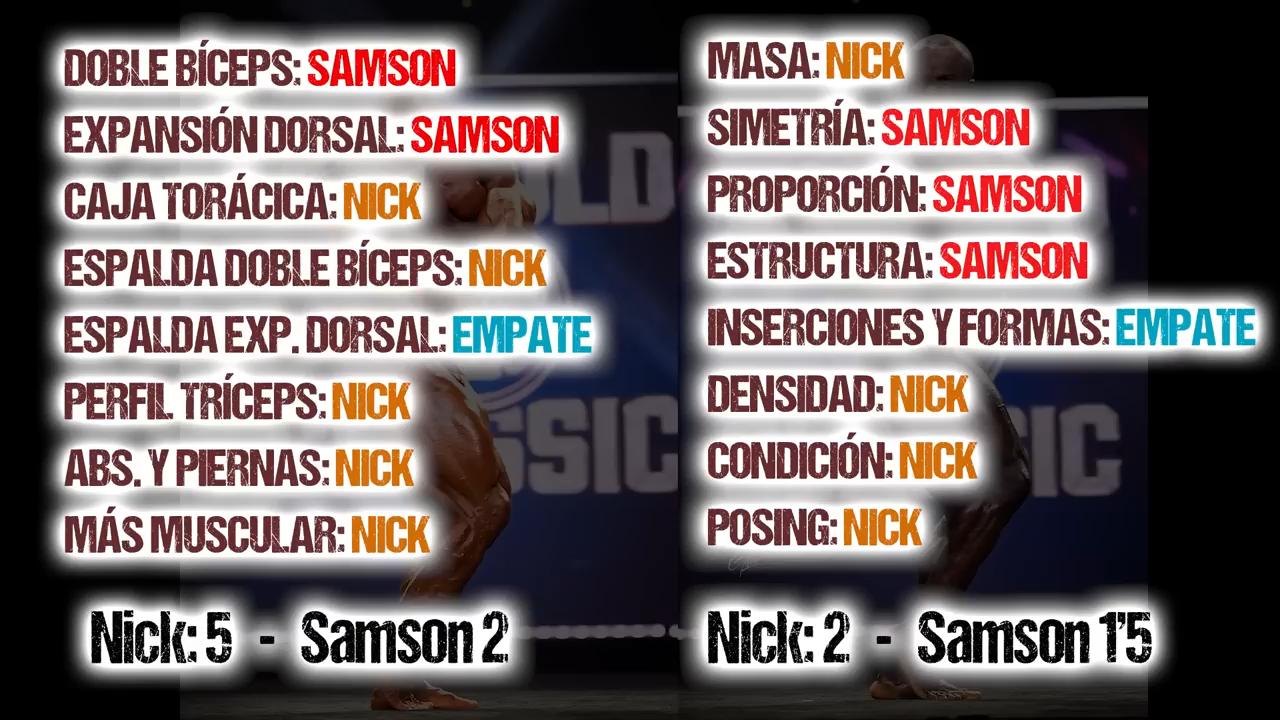 DOBLE BÍCEPS: SAMSON
EXPANSIÓN DORSAL: SAMSON
CAJA TORÁCICA: NICK
ESPALDA DOBLE BÍCEPS: NICK
ESPALDA EXP. DORSAL: EMPATE
PERFIL TRÍCEPS: NICK
ABS. Y PIERNAS: NICK
MÁS MUSCULAR: NICK
Nick: 5 - Samson 2
MASA: NICK
SIMETRÍA: SAMSON
PROPORCIÓN: SAMSON
ESTRUCTURA: SAMSON
INSERCIONES Y FORMAS: EMPATE
DENSIDAD: NICK
CONDICIÓN: NICK
POSING: NICK
Nick: 2 - Samson 1'5